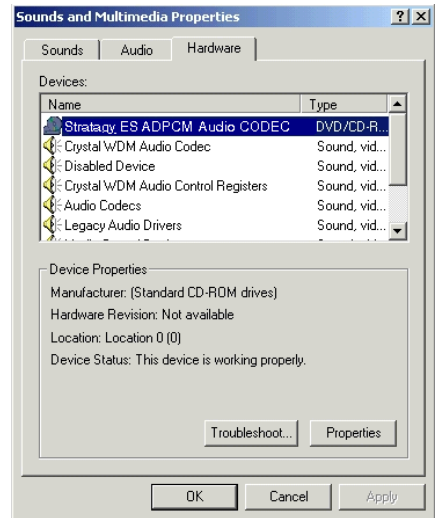 Sounds and Multimedia Properties
Sounds Audio Hardware
Devices:
Name Type
Stratagy ES ADPCM Audio CODEC DVD/CD-R...
Crystal WDM Audio Codec Sound, vid...
Disabled Device Sound, vid...
Crystal WDM Audio Control Registers Sound, vid...
Audio Codecs Sound, vid...
Legacy Audio Drivers Sound, vid...
Device Properties
Manufacturer: (Standard CD-ROM drives)
Hardware Revision: Not available
Location: Location 0 (0)
Device Status: This device is working properly.
Troubleshoot... Properties
OK Cancel Apply